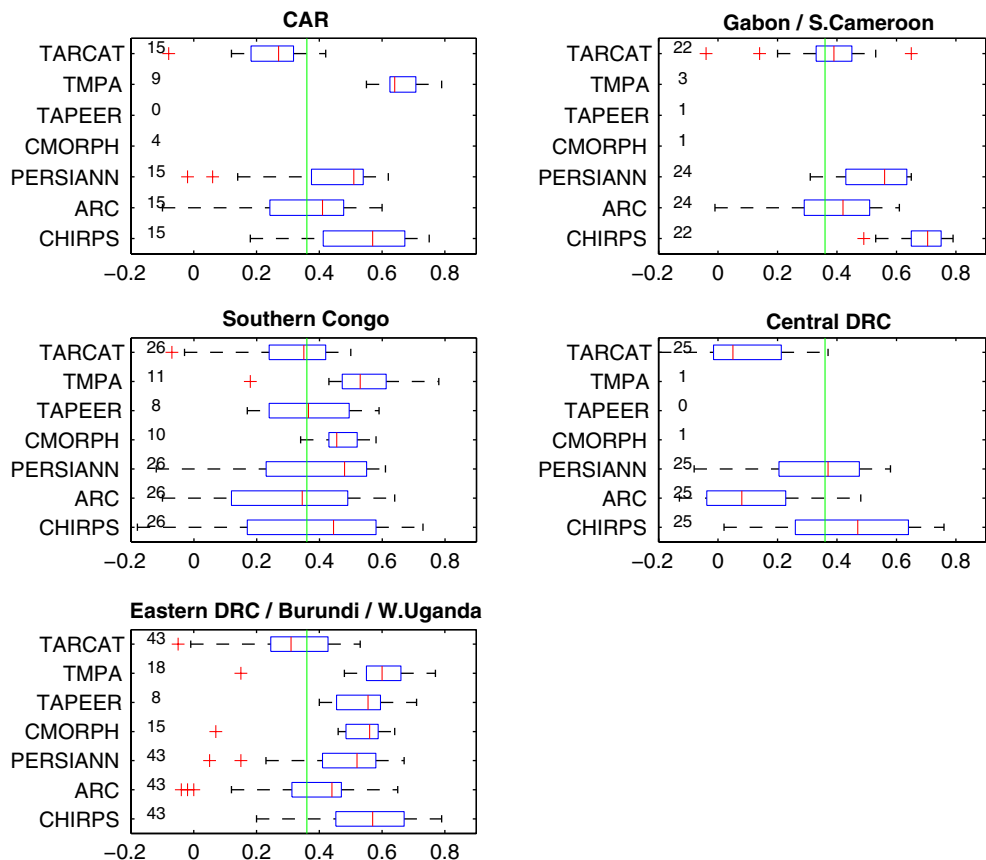 CAR
TARCAT 15
TMPA 9
TAPEER 0
CMORPH 4
PERSIANN 15
ARC 15
CHIRPS 15
−0.2 0 0.2 0.4 0.6 0.8
Gabon / S.Cameroon
TARCAT 22
TMPA 3
TAPEER 1
CMORPH 1
PERSIANN 24
ARC 24
CHIRPS 22
−0.2 0 0.2 0.4 0.6 0.8
Southern Congo
TARCAT 26
TMPA 11
TAPEER 8
CMORPH 10
PERSIANN 26
ARC 26
CHIRPS 26
−0.2 0 0.2 0.4 0.6 0.8
Central DRC
TARCAT 25
TMPA 1
TAPEER 0
CMORPH 1
PERSIANN 25
ARC 25
CHIRPS 25
−0.2 0 0.2 0.4 0.6 0.8
Eastern DRC / Burundi / W.Uganda
TARCAT 43
TMPA 18
TAPEER 8
CMORPH 15
PERSIANN 43
ARC 43
CHIRPS 43
−0.2 0 0.2 0.4 0.6 0.8